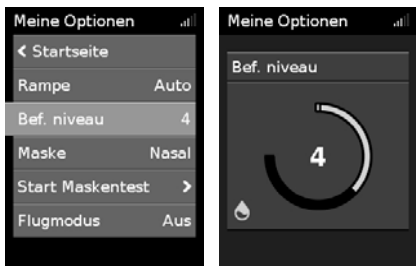 Meine Optionen
< Startseite
Rampe Auto
Bef. niveau 4
Maske Nasal
Start Maskentest >
Flugmodus Aus
Meine Optionen
Bef. niveau
4